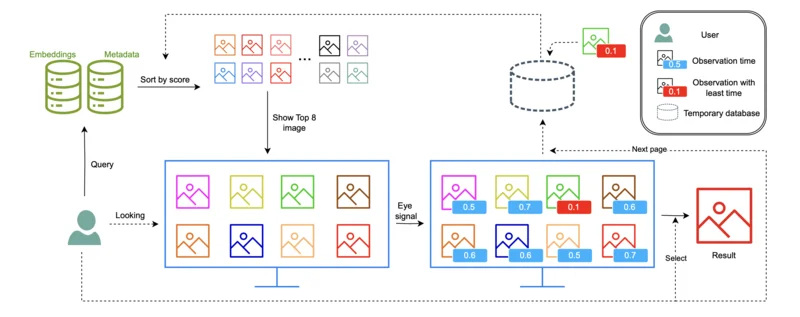 Embeddings
Metadata
Sort by score
...
0.1
User
0.5
Observation time
0.1
Observation with
least time
Temporary database
Show Top 8
image
Query
Next page
Looking
Eye
signal
0.5
0.7
0.1
0.6
0.6
0.6
0.5
0.7
Select
Result